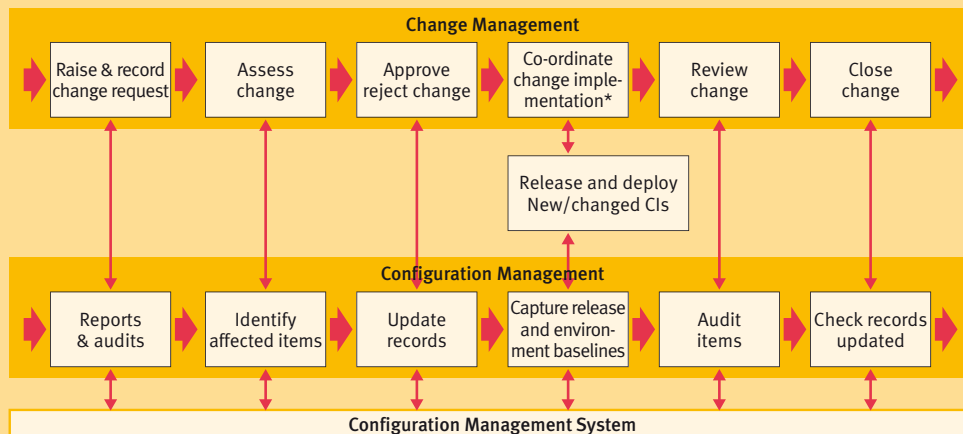 Change Management
Raise & record
change request
Assess
change
Approve
reject change
Co-ordinate
change imple-
mentation*
Review
change
Close
change
Release and deploy
New/changed CIs
Configuration Management
Reports
& audits
Identify
affected items
Update
records
Capture release
and environ-
ment baselines
Audit
items
Check records
updated
Configuration Management System